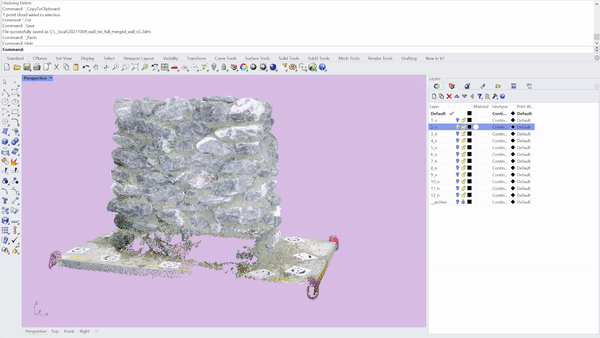 Undoing Delete
Command: '_CopyToClipboard
1 point cloud added to selection.
Command: '_Cut
Command: _Save
File successfully saved as C:\
Command: _Paste
Command: Hide
Command:
Standard CPlanes Set View Display Select Viewport Layout Visibility Transform Curve Tools Surface Tools Solid Tools SubD Tools Mesh Tools Render Tools Drafting New in V7
Perspective
Layers
Layer Material Linetype Print W...
Default Conti... Default
1_n Contin... Default
2_n Contin... Default
3_n Contin... Default
4_n Contin... Default
5_n Contin... Default
6_n Contin... Default
7_n Contin... Default
8_n Contin... Default
9_n Contin... Default
10_n Contin... Default
11_n Contin... Default
12_n Contin... Default
Contin... Default
Perspective Top Front Right